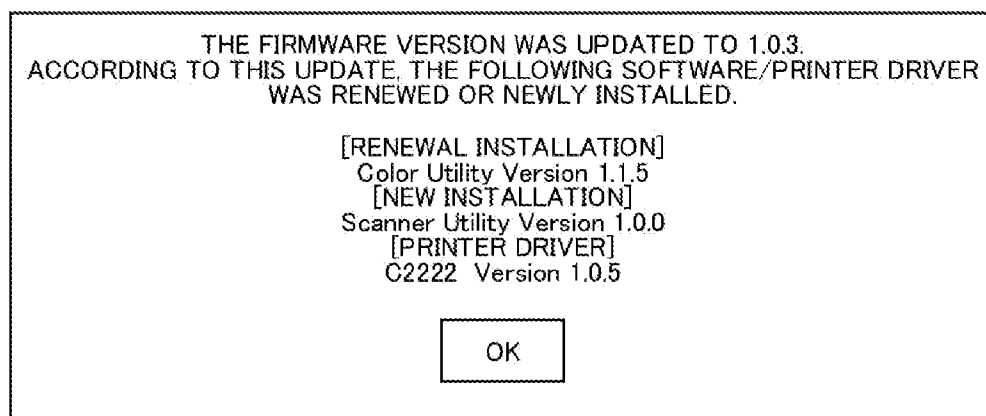 THE FIRMWARE VERSION WAS UPDATED TO 1.0.3.
ACCORDING TO THIS UPDATE, THE FOLLOWING SOFTWARE/PRINTER DRIVER
WAS RENEWED OR NEWLY INSTALLED.
[RENEWAL INSTALLATION]
Color Utility Version 1.1.5
[NEW INSTALLATION]
Scanner Utility Version 1.0.0
[PRINTER DRIVER]
C2222 Version 1.0.5
OK